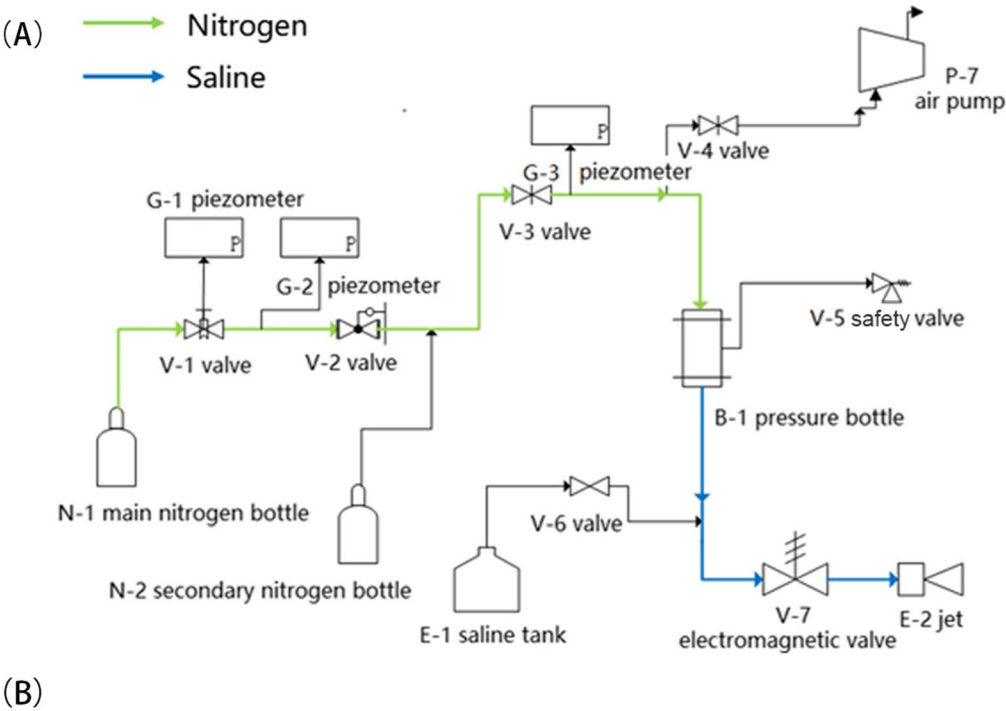 (A)
Nitrogen
Saline
P-7
air pump
P
V-4 valve
G-3 piezometer
G-1 piezometer
V-3 valve
P
P
G-2 piezometer
V-5 safety valve
V-1 valve
V-2 valve
B-1 pressure bottle
N-1 main nitrogen bottle
V-6 valve
N-2 secondary nitrogen bottle
V-7
electromagnetic valve
E-2 jet
E-1 saline tank
(B)